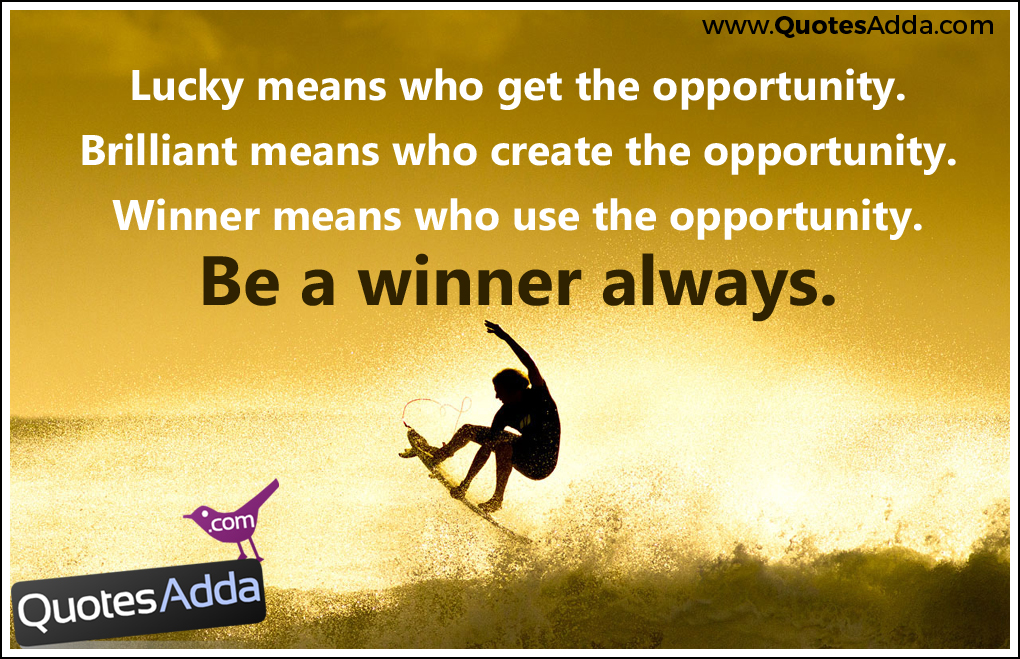 www.QuotesAdda.com
Lucky means who get the opportunity.
Brilliant means who create the opportunity.
Winner means who use the opportunity.
Be a winner always.
.com
QuotesAdda